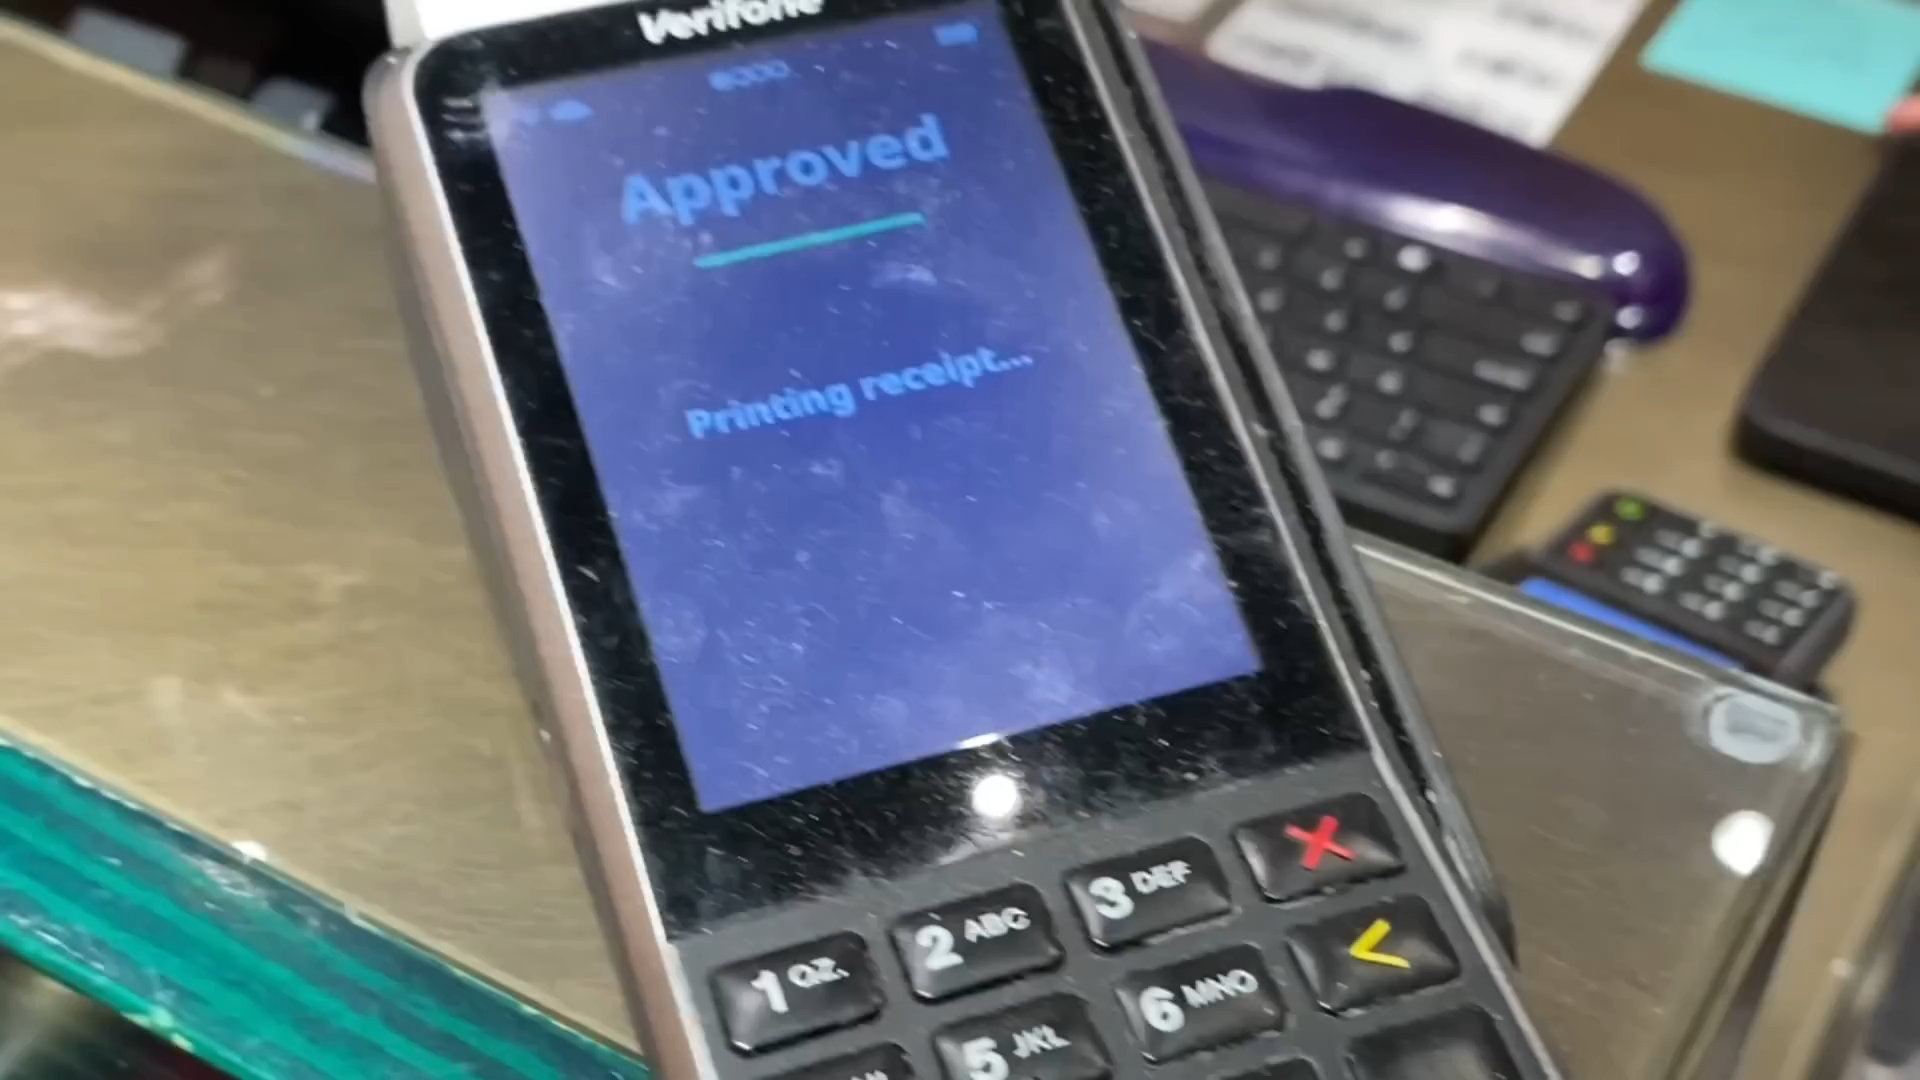 Verifone
Approved
Printing receipt...
1 QZ.
2 ABC
3 DEF
5 JKL
6 MNO